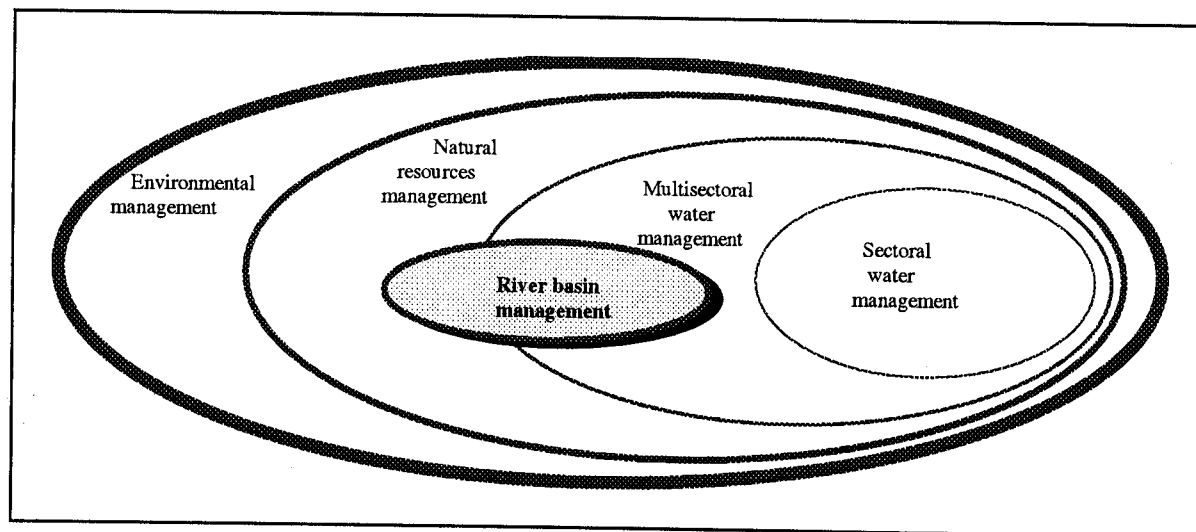 Environmental
management
Natural
resources
management
Multisectoral
water
management
River basin
management
Sectoral
water
management